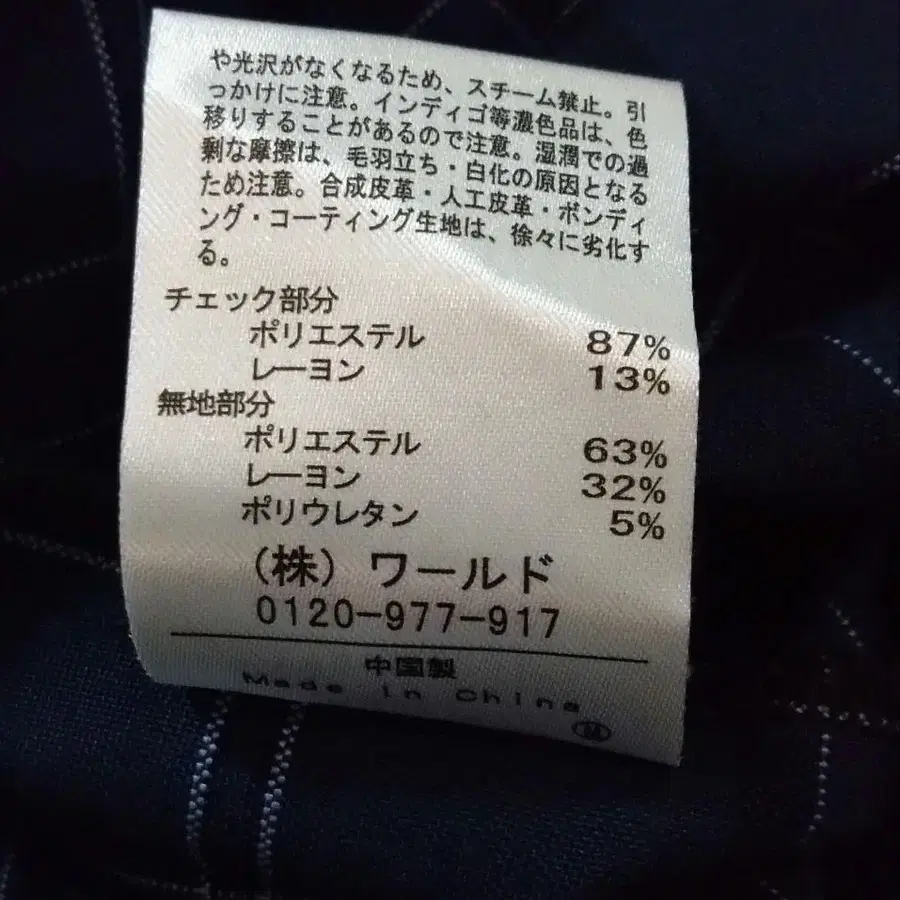 や光沢がなくなるため、スチーム禁止。引
っかけに注意。インディゴ等濃色品は、色
移りすることがあるので注意。湿潤での過
剰な摩擦は、毛羽立ち・白化の原因となる
ため注意。合成皮革・人工皮革・ボンディ
ング・コーティング生地は、徐々に劣化す
る。
チェック部分
ポリエステル 87%
レーヨン 13%
無地部分
ポリエステル 63%
レーヨン 32%
ポリウレタン 5%
(株) ワールド
0120-977-917
中国製
Made in China